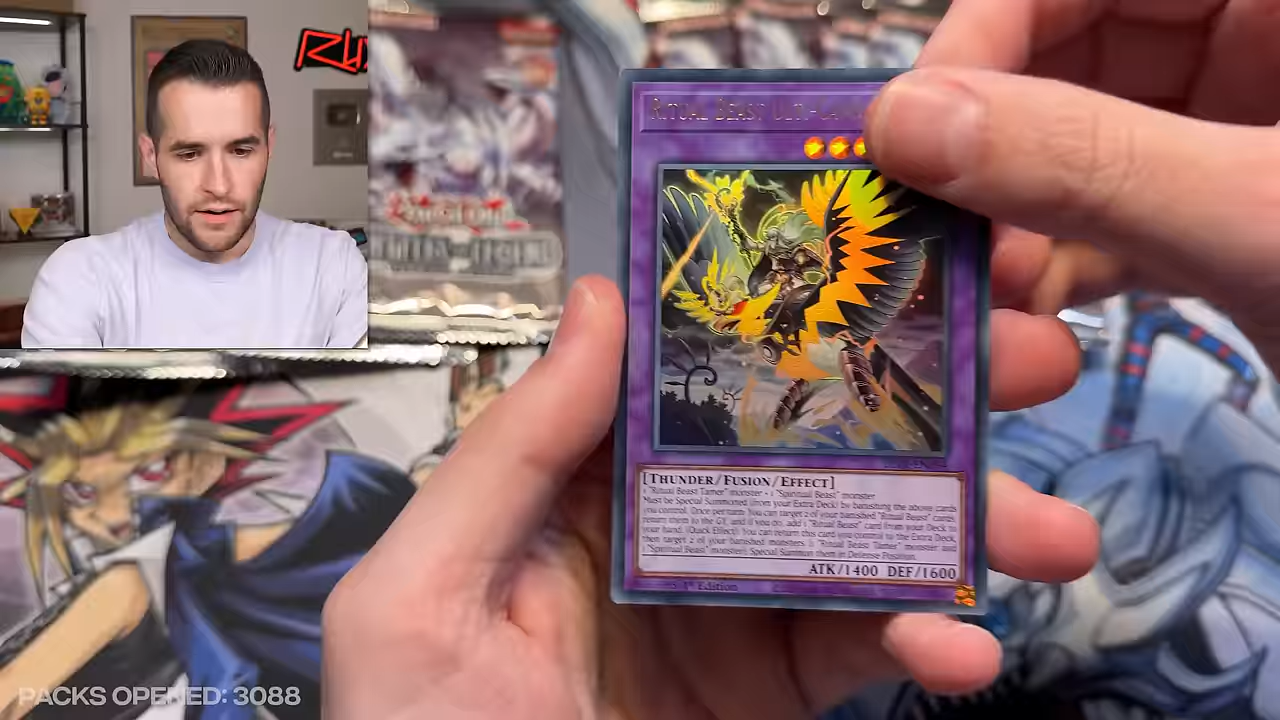 RITUAL BEAST ULTI-
[THUNDER/FUSION/EFFECT]
1 "Ritual Beast Tamer" monster + 1 "Spiritual Beast" monster
Must be Special Summoned (from your Extra Deck) by banishing the above cards
you control. Once per turn: You can target 2 of your banished "Ritual Beast" cards;
return them to the GY, and if you do, add 1 "Ritual Beast" card from your Deck to
your hand. (Quick Effect): You can return this card you control to the Extra Deck,
then target 2 of your banished monsters (1 "Ritual Beast Tamer" monster and
1 "Spiritual Beast" monster); Special Summon them in Defense Position.
ATK/1400 DEF/1600
1st Edition
PACKS OPENED: 3088